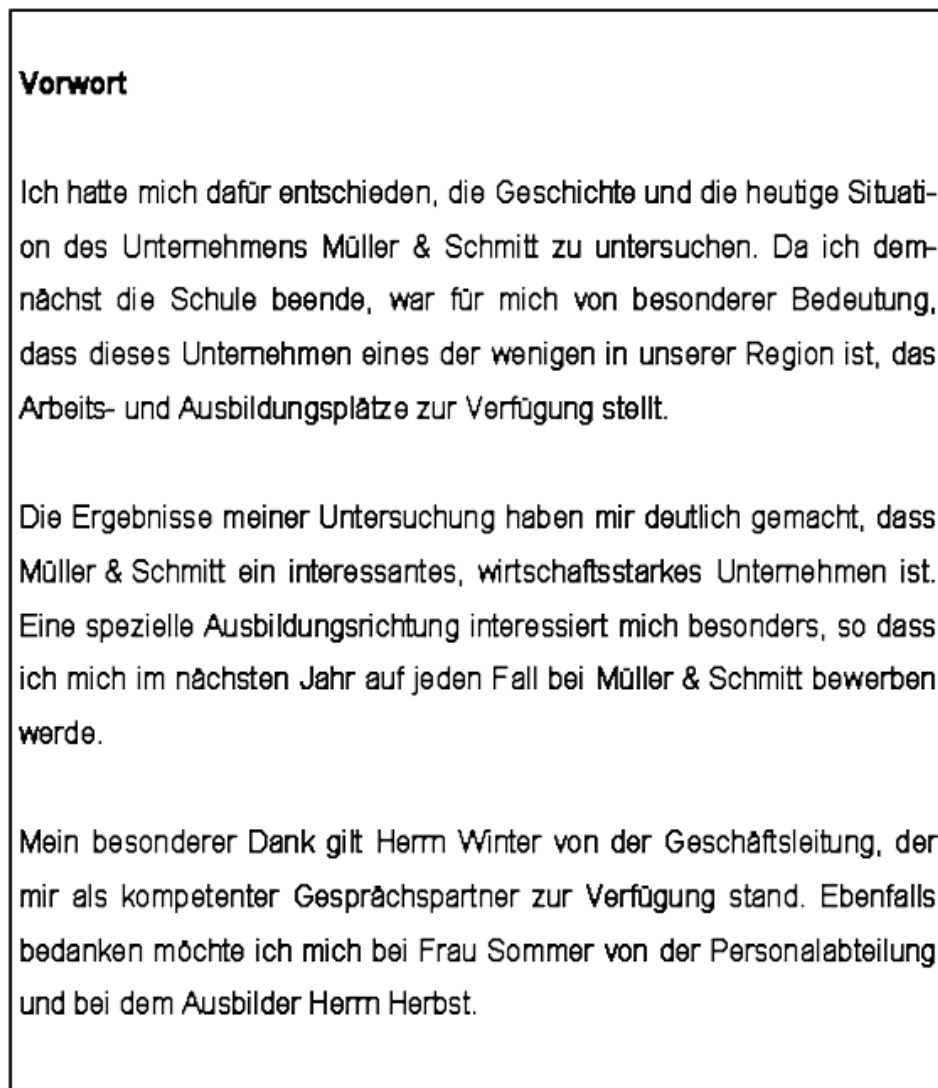 Vorwort
Ich hatte mich dafür entschieden, die Geschichte und die heutige Situati-
on des Unternehmens Müller & Schmitt zu untersuchen. Da ich dem-
nächst die Schule beende, war für mich von besonderer Bedeutung,
dass dieses Unternehmen eines der wenigen in unserer Region ist, das
Arbeits- und Ausbildungsplätze zur Verfügung stellt.
Die Ergebnisse meiner Untersuchung haben mir deutlich gemacht, dass
Müller & Schmitt ein interessantes, wirtschaftsstarkes Unternehmen ist.
Eine spezielle Ausbildungsrichtung interessiert mich besonders, so dass
ich mich im nächsten Jahr auf jeden Fall bei Müller & Schmitt bewerben
werde.
Mein besonderer Dank gilt Herrn Winter von der Geschäftsleitung, der
mir als kompetenter Gesprächspartner zur Verfügung stand. Ebenfalls
bedanken möchte ich mich bei Frau Sommer von der Personalabteilung
und bei dem Ausbilder Herrn Herbst.